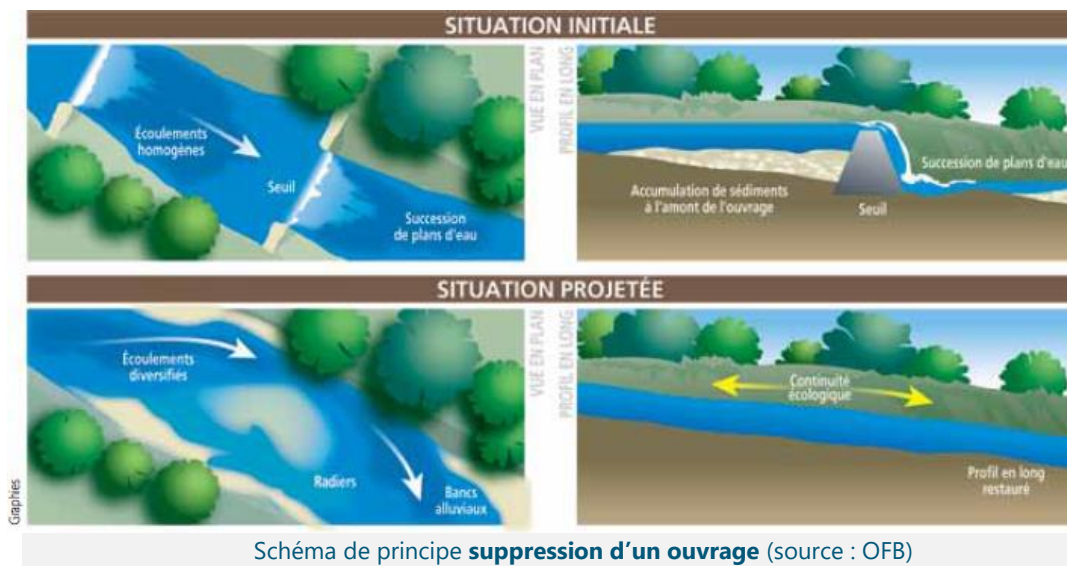 SITUATION INITIALE
Écoulements
homogènes
Seuil
Succession
de plans d'eau
VUE EN PLAN
PROFIL EN LONG
Accumulation de sédiments
à l'amont de l'ouvrage
Seuil
Succession de plans d'eau
SITUATION PROJETÉE
Écoulements
diversifiés
Radiers
Bancs
alluviaux
VUE EN PLAN
PROFIL EN LONG
Continuité
écologique
Profil en long
restauré
Graphies
Schéma de principe suppression d'un ouvrage (source : OFB)